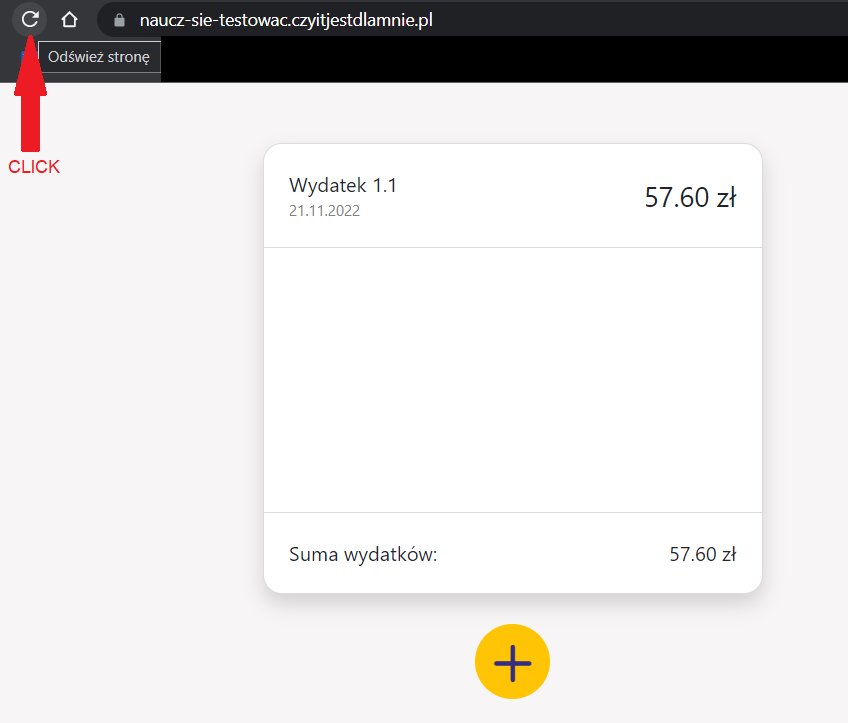 naucz-sie-testowac.czyitjestdlamnie.pl
Odśwież stronę
CLICK
Wydatek 1.1
57.60 zł
21.11.2022
Suma wydatków:
57.60 zł